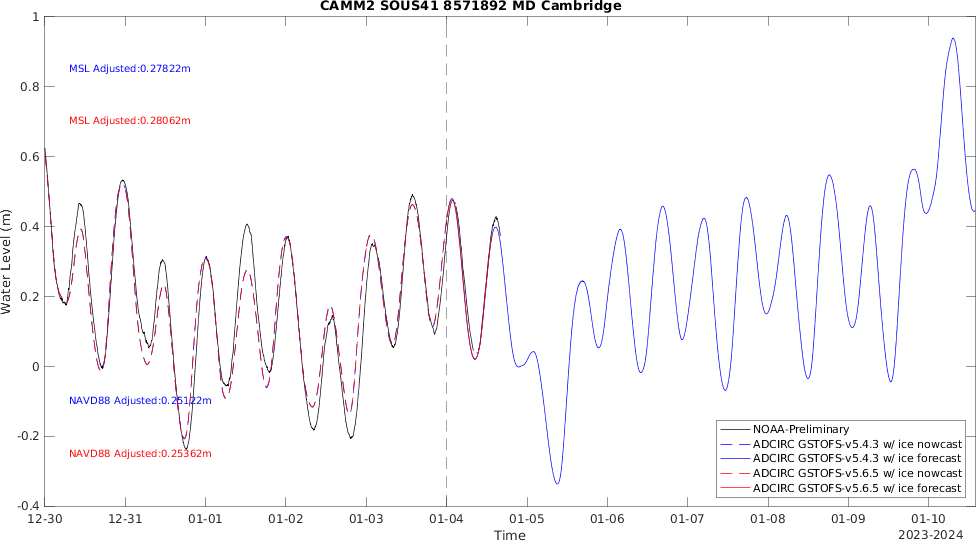 CAMM2 SOUS41 8571892 MD Cambridge
1
0.8
0.6
0.4
0.2
0
-0.2
-0.4
Water Level (m)
MSL Adjusted:0.27822m
MSL Adjusted:0.28062m
NAVD88 Adjusted:0.25122m
NAVD88 Adjusted:0.25362m
NOAA-Preliminary
ADCIRC GSTOFS-v5.4.3 w/ ice nowcast
ADCIRC GSTOFS-v5.4.3 w/ ice forecast
ADCIRC GSTOFS-v5.6.5 w/ ice nowcast
ADCIRC GSTOFS-v5.6.5 w/ ice forecast
12-30 12-31 01-01 01-02 01-03 01-04 01-05 01-06 01-07 01-08 01-09 01-10
Time
2023-2024